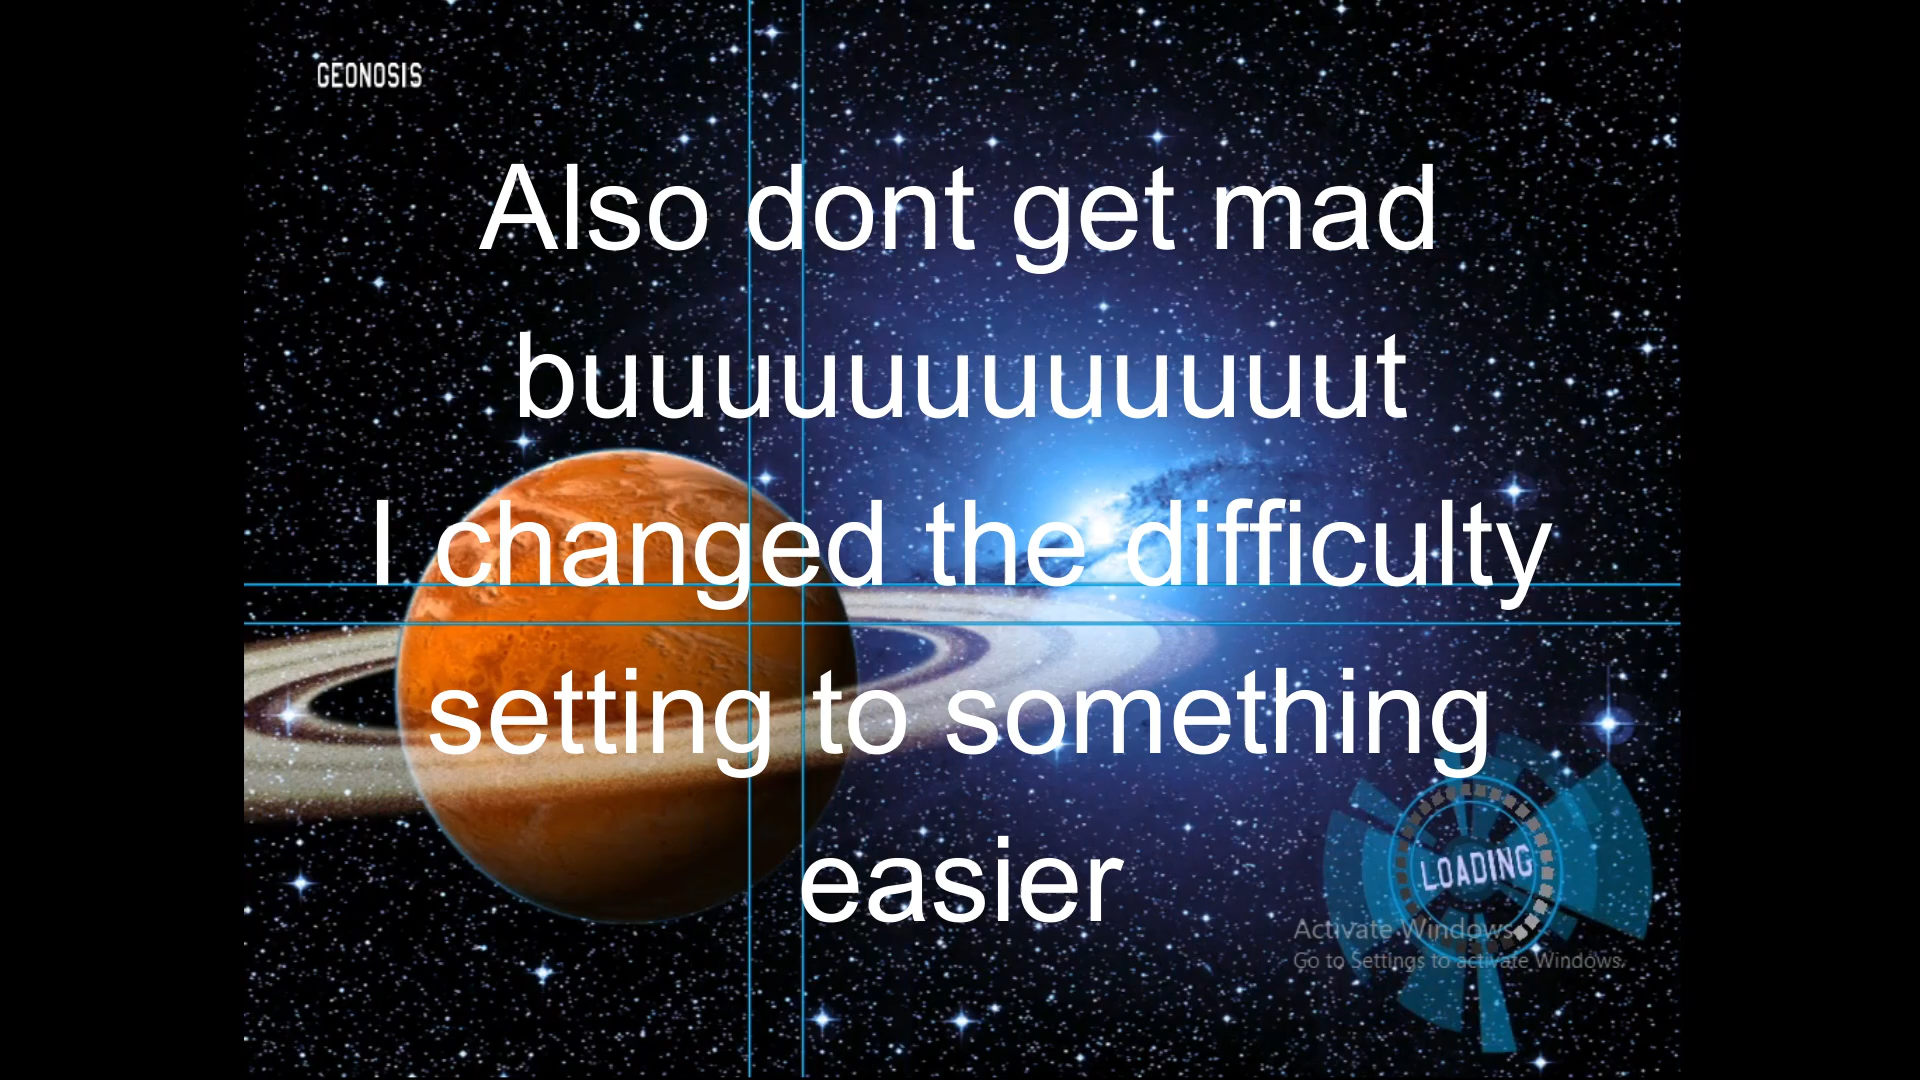 GEONOSIS
Also dont get mad
buuuuuuuuuuuut
I changed the difficulty
setting to something
easier
LOADING
Activate Windows
Go to Settings to activate Windows.